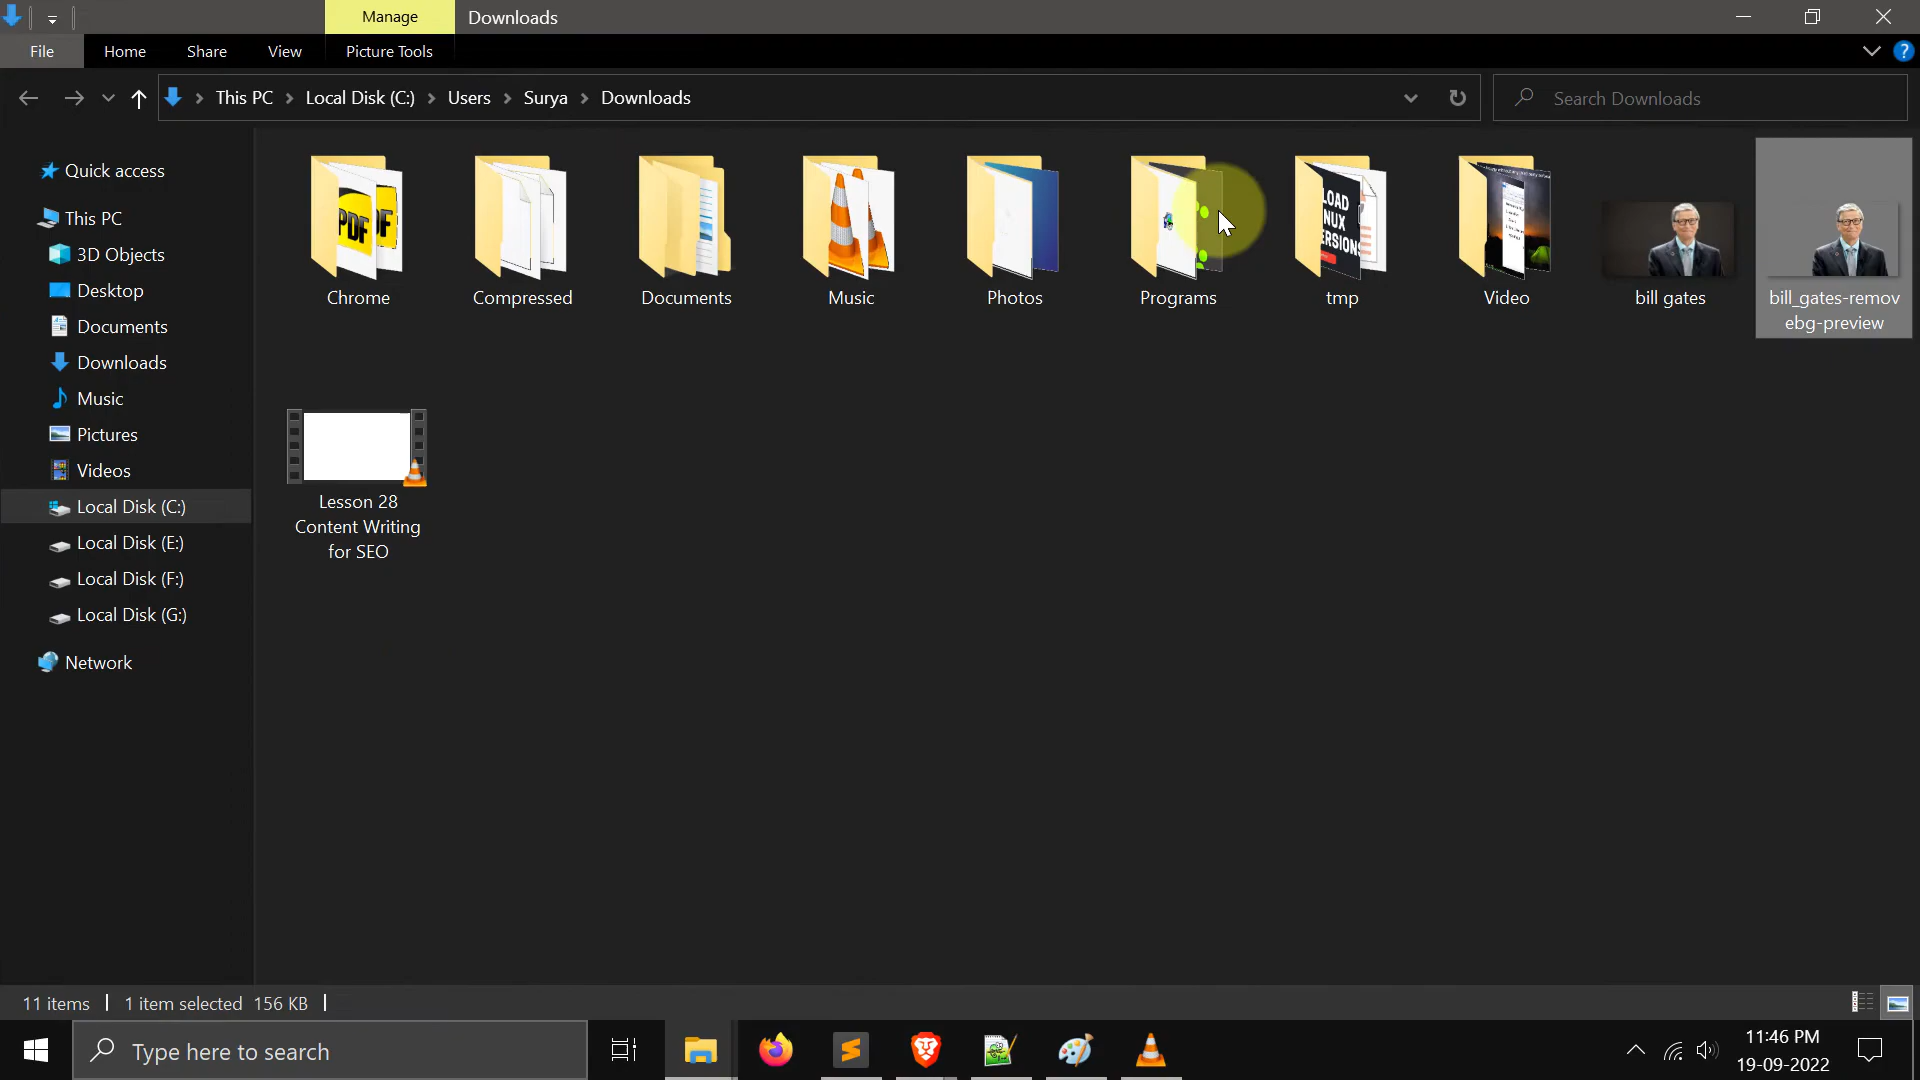 Manage
Downloads
File
Home
Share
View
Picture Tools
This PC
Local Disk (C:)
Users
Surya
Downloads
Search Downloads
Quick access
This PC
3D Objects
Desktop
Documents
Downloads
Music
Pictures
Videos
Local Disk (C:)
Local Disk (E:)
Local Disk (F:)
Local Disk (G:)
Network
PDF
Chrome
Compressed
Documents
Music
Photos
Programs
tmp
Video
bill gates
bill_gates-remov
ebg-preview
Lesson 28
Content Writing
for SEO
11 items
1 item selected 156 KB
Type here to search
11:46 PM
19-09-2022